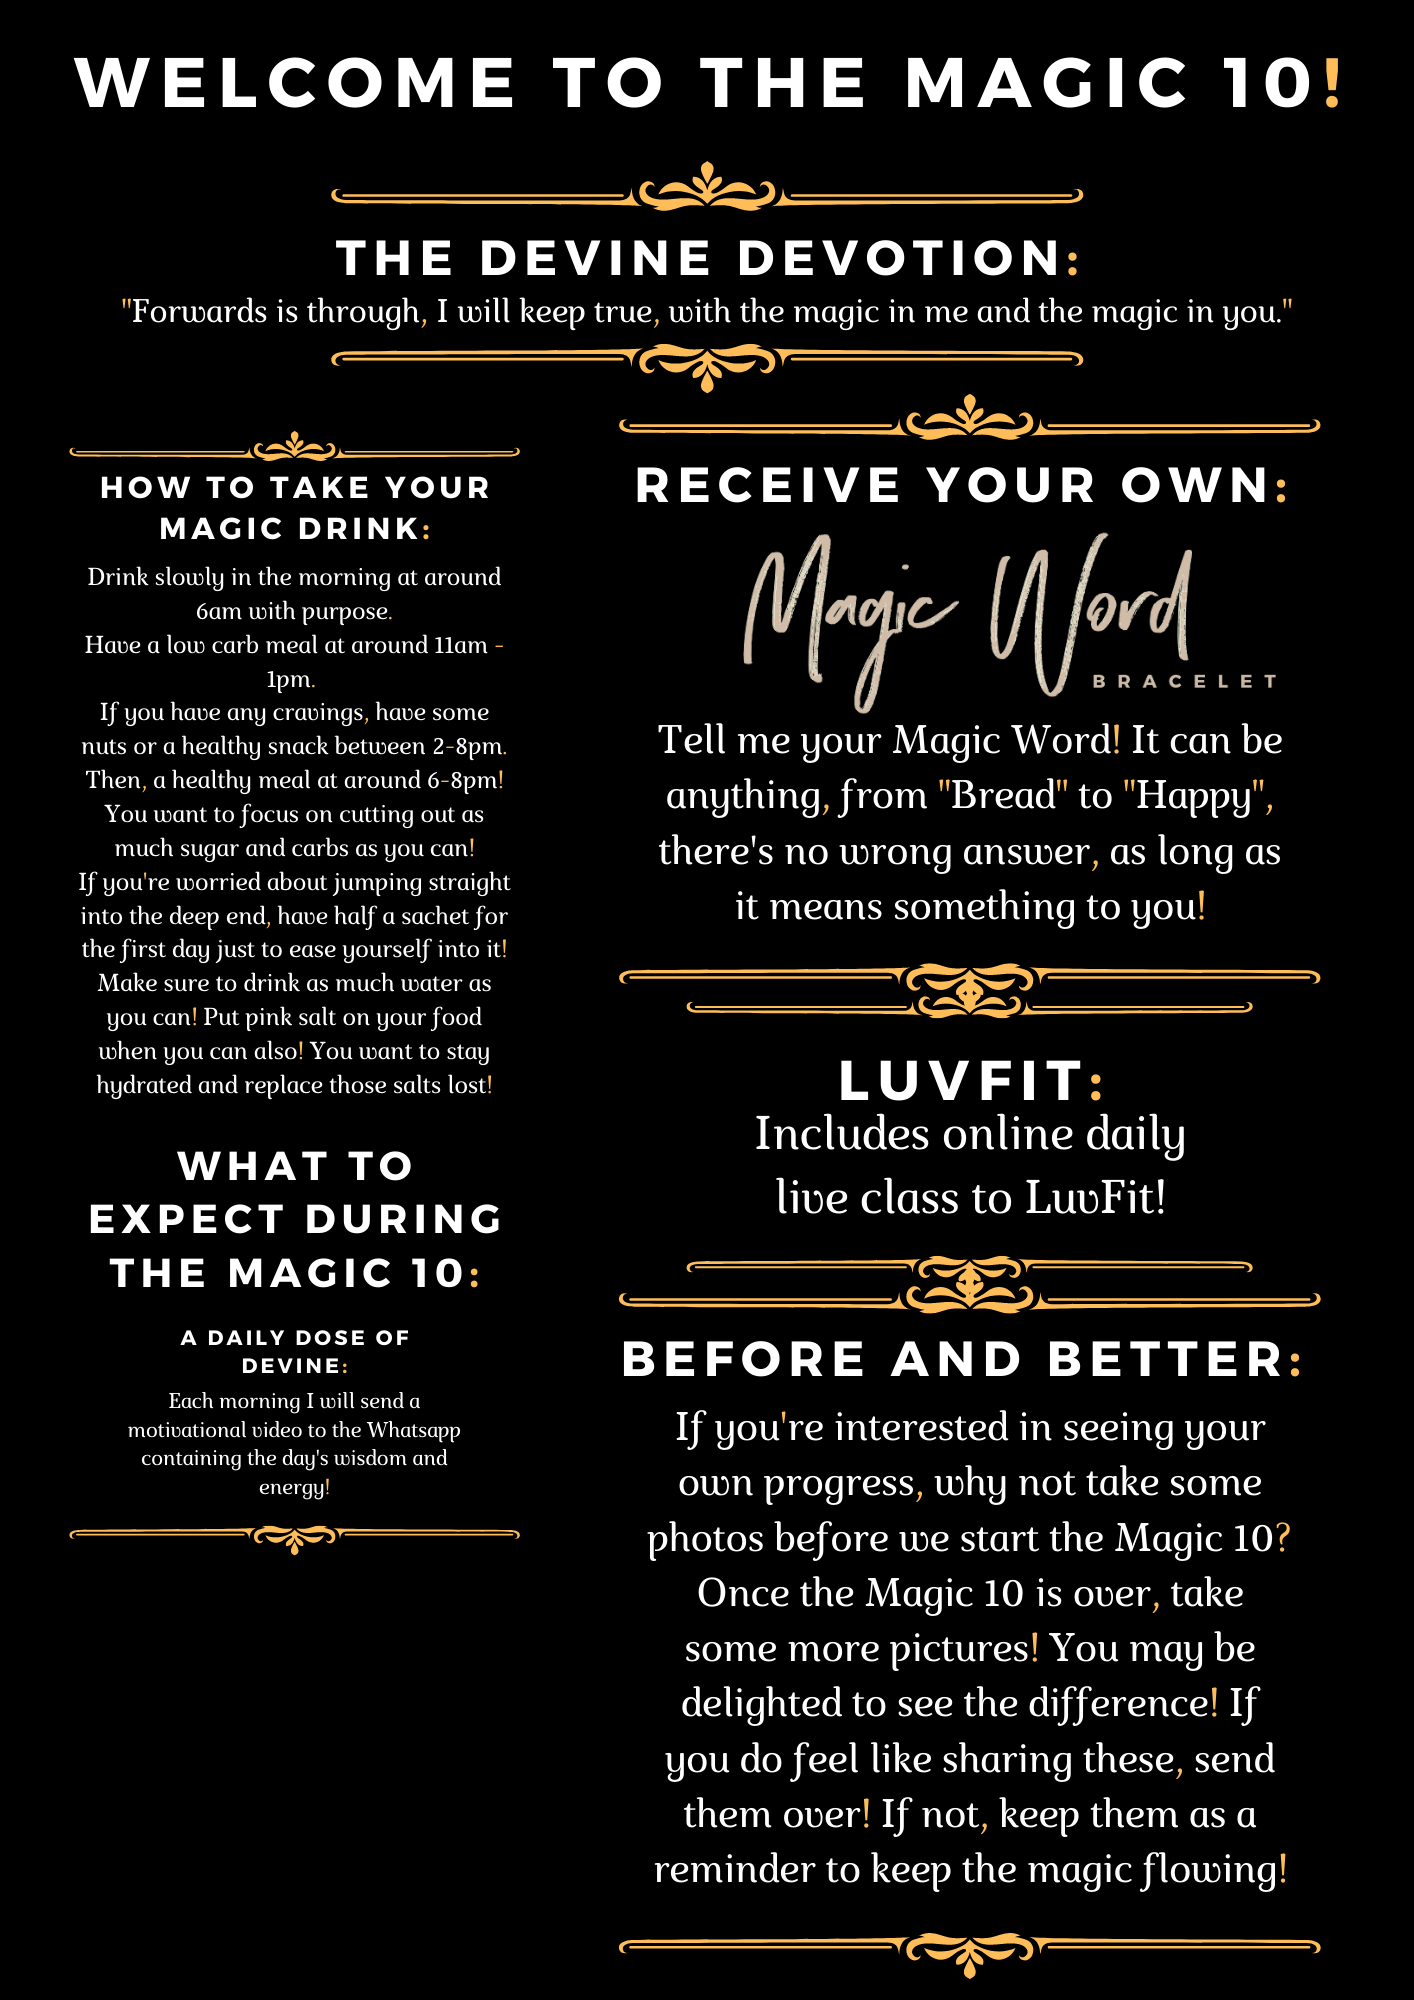 WELCOME TO THE MAGIC 10!
THE DEVINE DEVOTION:
"Forwards is through, I will keep true, with the magic in me and the magic in you."
HOW TO TAKE YOUR
MAGIC DRINK:
Drink slowly in the morning at around
6am with purpose.
Have a low carb meal at around 11am -
1pm.
If you have any cravings, have some
nuts or a healthy snack between 2-8pm.
Then, a healthy meal at around 6-8pm!
You want to focus on cutting out as
much sugar and carbs as you can!
If you're worried about jumping straight
into the deep end, have half a sachet for
the first day just to ease yourself into it!
Make sure to drink as much water as
you can! Put pink salt on your food
when you can also! You want to stay
hydrated and replace those salts lost!
WHAT TO
EXPECT DURING
THE MAGIC 10:
A DAILY DOSE OF
DEVINE:
Each morning I will send a
motivational video to the Whatsapp
containing the day's wisdom and
energy!
RECEIVE YOUR OWN:
Magic Word
BRACELET
Tell me your Magic Word! It can be
anything, from "Bread" to "Happy",
there's no wrong answer, as long as
it means something to you!
LUVFIT:
Includes online daily
live class to LuvFit!
BEFORE AND BETTER:
If you're interested in seeing your
own progress, why not take some
photos before we start the Magic 10?
Once the Magic 10 is over, take
some more pictures! You may be
delighted to see the difference! If
you do feel like sharing these, send
them over! If not, keep them as a
reminder to keep the magic flowing!